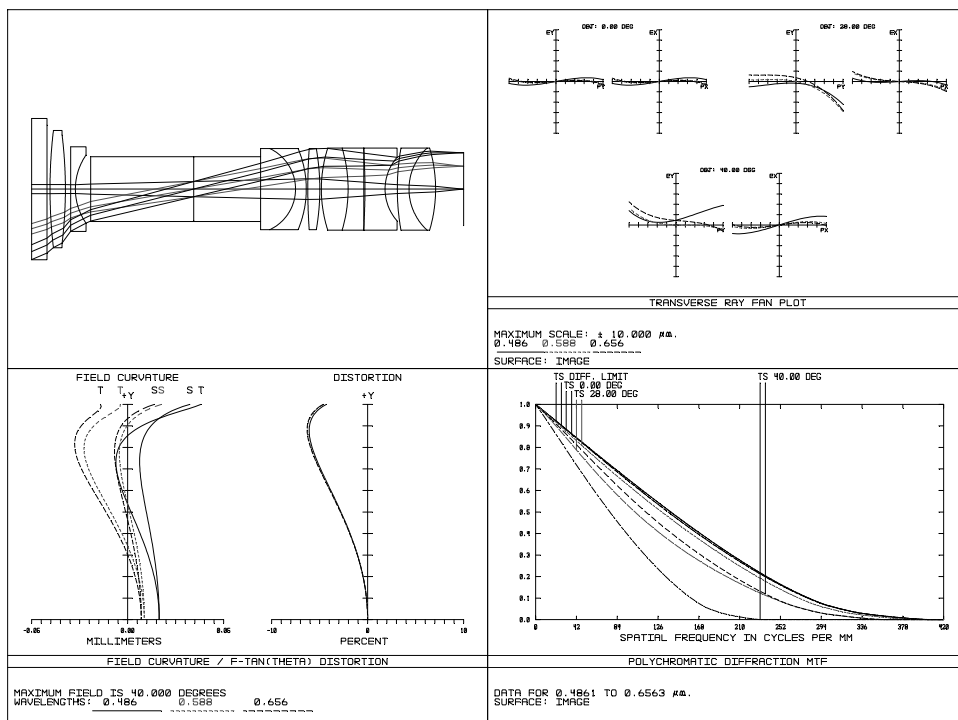 OBJ: 0.00 DEG
OBJ: 28.00 DEG
EY
EX
EY
EX
PY
PX
PY
PX
OBJ: 40.00 DEG
EY
EX
PY
PX
TRANSVERSE RAY FAN PLOT
MAXIMUM SCALE: ± 10.000 µm.
0.486 0.588 0.656
SURFACE: IMAGE
FIELD CURVATURE
T T +Y SS S T
-0.06 0.00 0.06
MILLIMETERS
DISTORTION
+Y
-10 0 10
PERCENT
FIELD CURVATURE / F-TAN(THETA) DISTORTION
MAXIMUM FIELD IS 40.000 DEGREES
WAVELENGTHS: 0.486 0.588 0.656
TS DIFF. LIMIT
TS 0.00 DEG
TS 28.00 DEG
TS 40.00 DEG
1.0
0.9
0.8
0.7
0.6
0.5
0.4
0.3
0.2
0.1
0.0
0 42 84 126 168 210 252 294 336 378 420
SPATIAL FREQUENCY IN CYCLES PER MM
POLYCHROMATIC DIFFRACTION MTF
DATA FOR 0.4861 TO 0.6563 µm.
SURFACE: IMAGE